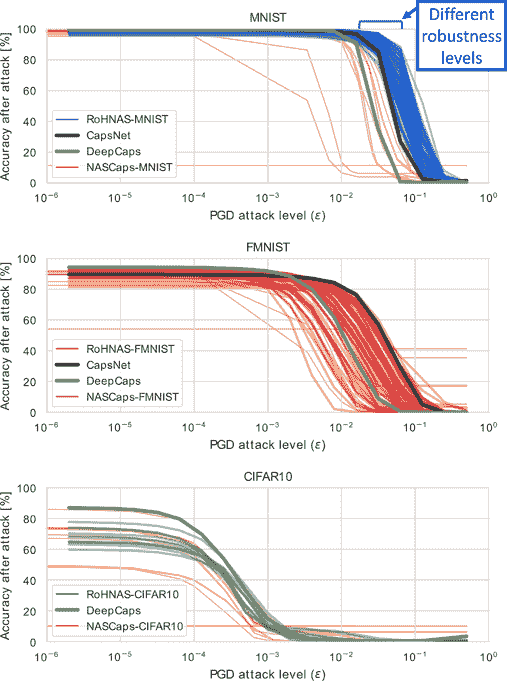 MNIST
Different
robustness
levels
Accuracy after attack [%]
100
80
60
40
20
0
RoHNAS-MNIST
CapsNet
DeepCaps
NASCaps-MNIST
10⁻⁶ 10⁻⁵ 10⁻⁴ 10⁻³ 10⁻² 10⁻¹ 10⁰
PGD attack level (ε)
FMNIST
Accuracy after attack [%]
100
80
60
40
20
0
RoHNAS-FMNIST
CapsNet
DeepCaps
NASCaps-FMNIST
10⁻⁶ 10⁻⁵ 10⁻⁴ 10⁻³ 10⁻² 10⁻¹ 10⁰
PGD attack level (ε)
CIFAR10
Accuracy after attack [%]
100
80
60
40
20
0
RoHNAS-CIFAR10
DeepCaps
NASCaps-CIFAR10
10⁻⁶ 10⁻⁵ 10⁻⁴ 10⁻³ 10⁻² 10⁻¹ 10⁰
PGD attack level (ε)